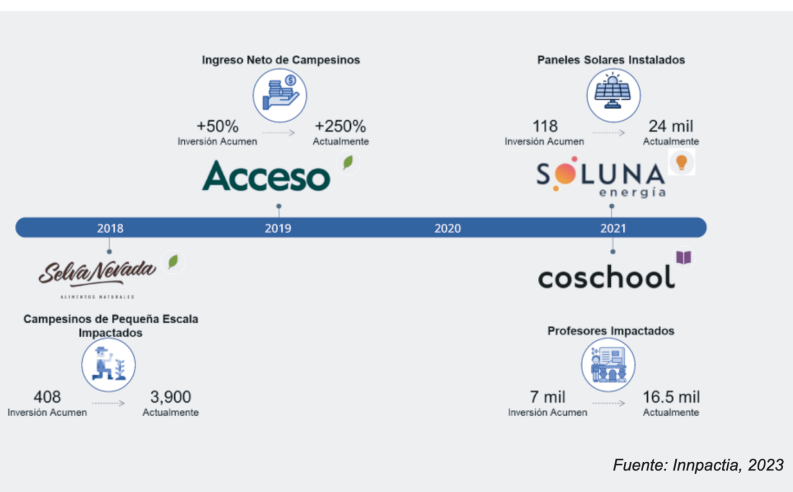 Ingreso Neto de Campesinos
+50%
Inversión Acumen
+250%
Actualmente
Acceso
Paneles Solares Instalados
118
Inversión Acumen
24 mil
Actualmente
SOLUNA
energía
2018
2019
2020
2021
Selva Nevada
ALIMENTOS NATURALES
Campesinos de Pequeña Escala
Impactados
408
Inversión Acumen
3,900
Actualmente
coschool
Profesores Impactados
7 mil
Inversión Acumen
16.5 mil
Actualmente
Fuente: Innpactia, 2023